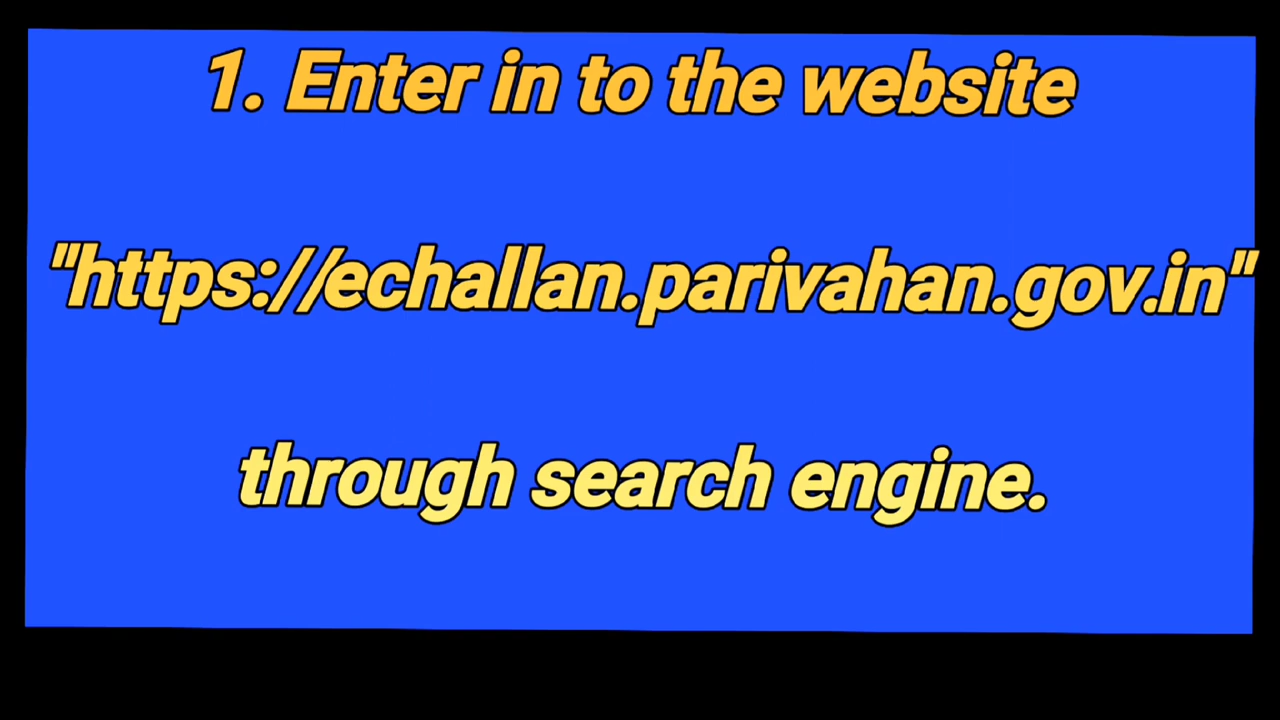 1. Enter in to the website
"https://echallan.parivahan.gov.in"
through search engine.